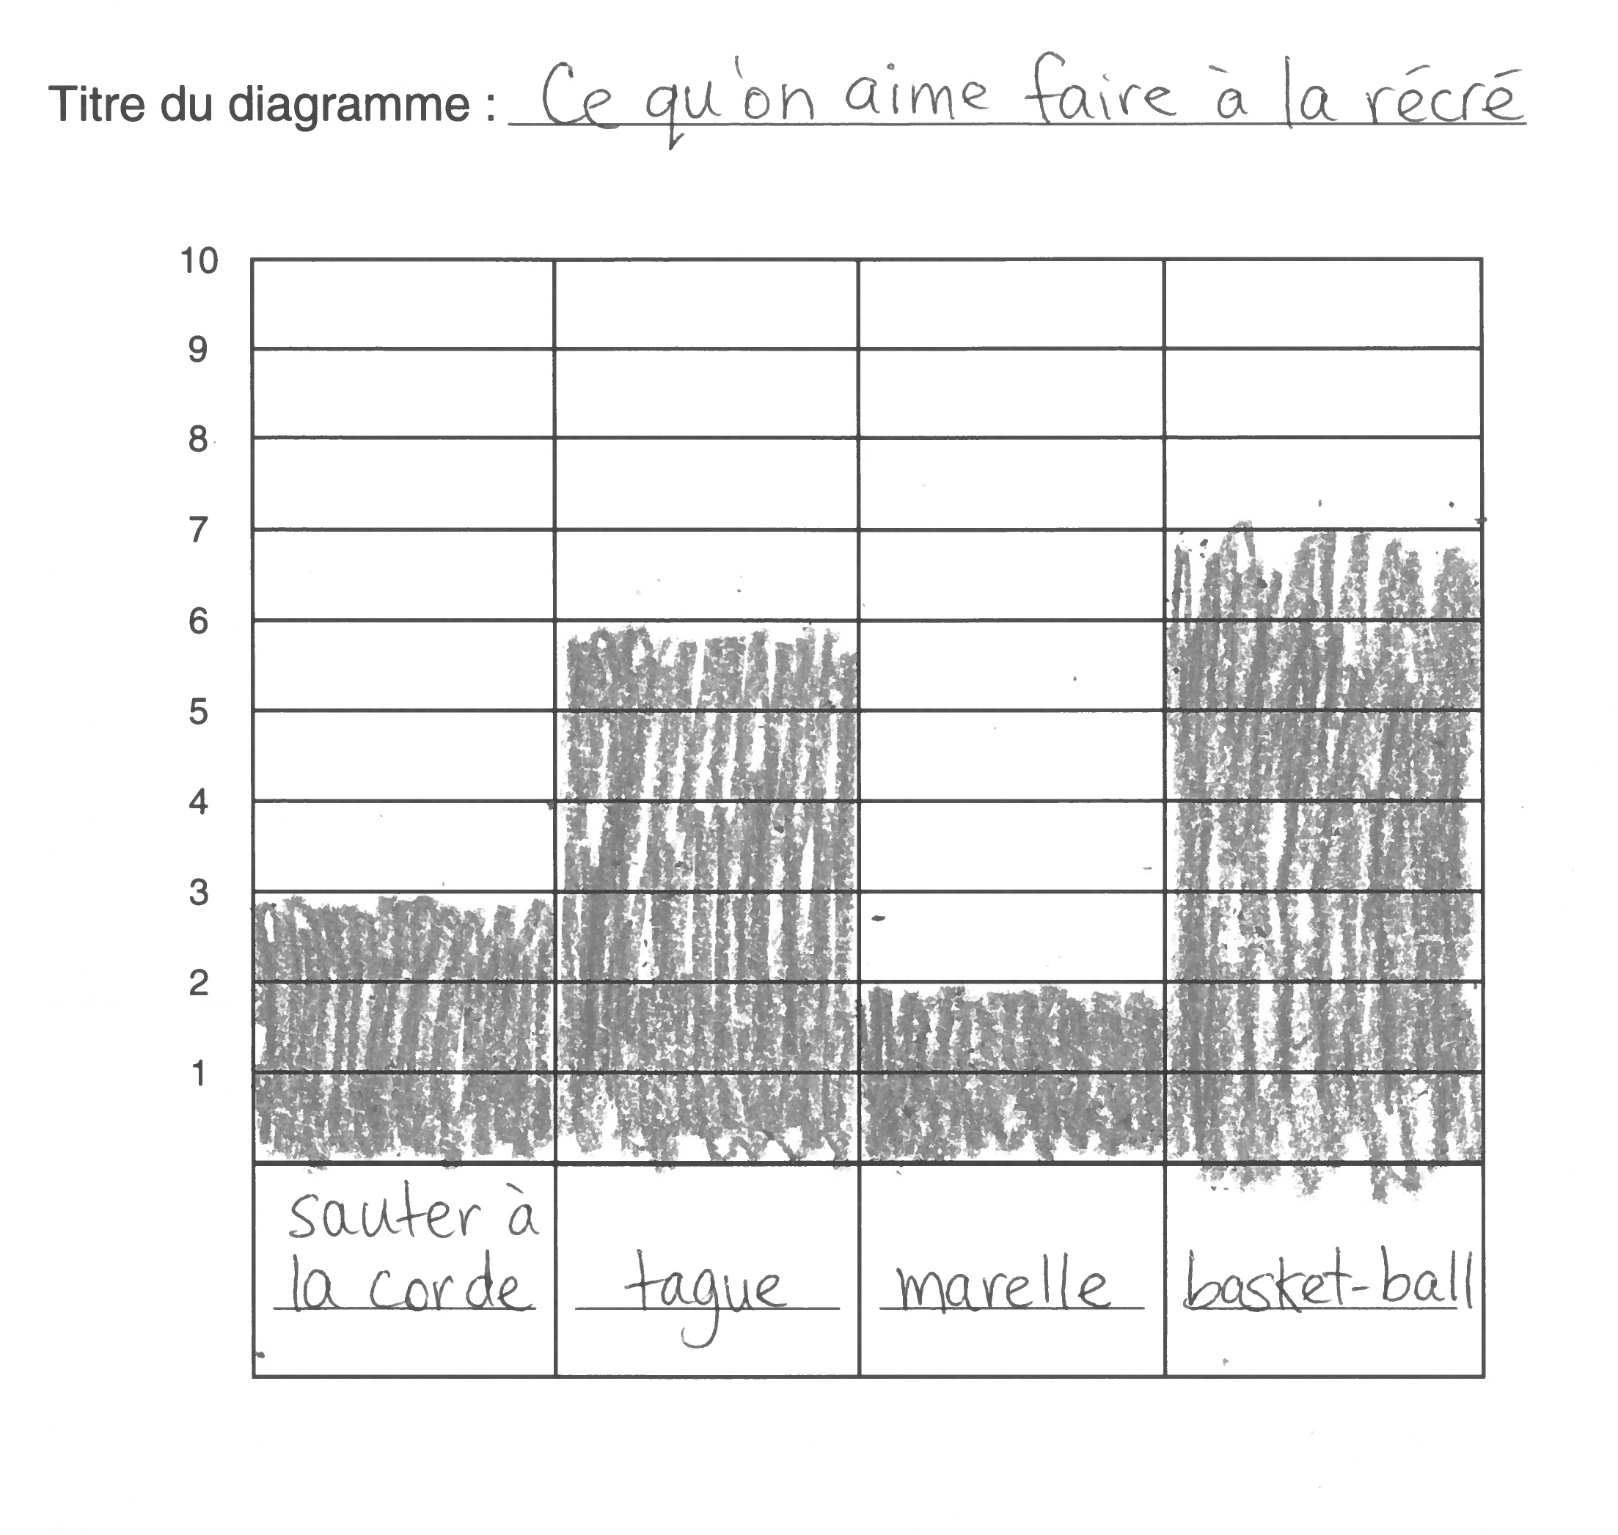 Titre du diagramme : Ce qu'on aime faire à la récré
10
9
8
7
6
5
4
3
2
1
sauter à
la corde
tague
marelle
basket-ball